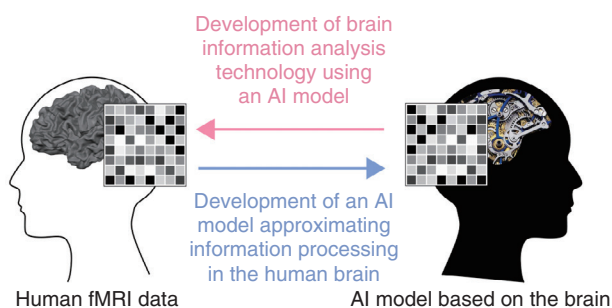 Development of brain
information analysis
technology using
an AI model
Development of an AI
model approximating
information processing
in the human brain
Human fMRI data
AI model based on the brain